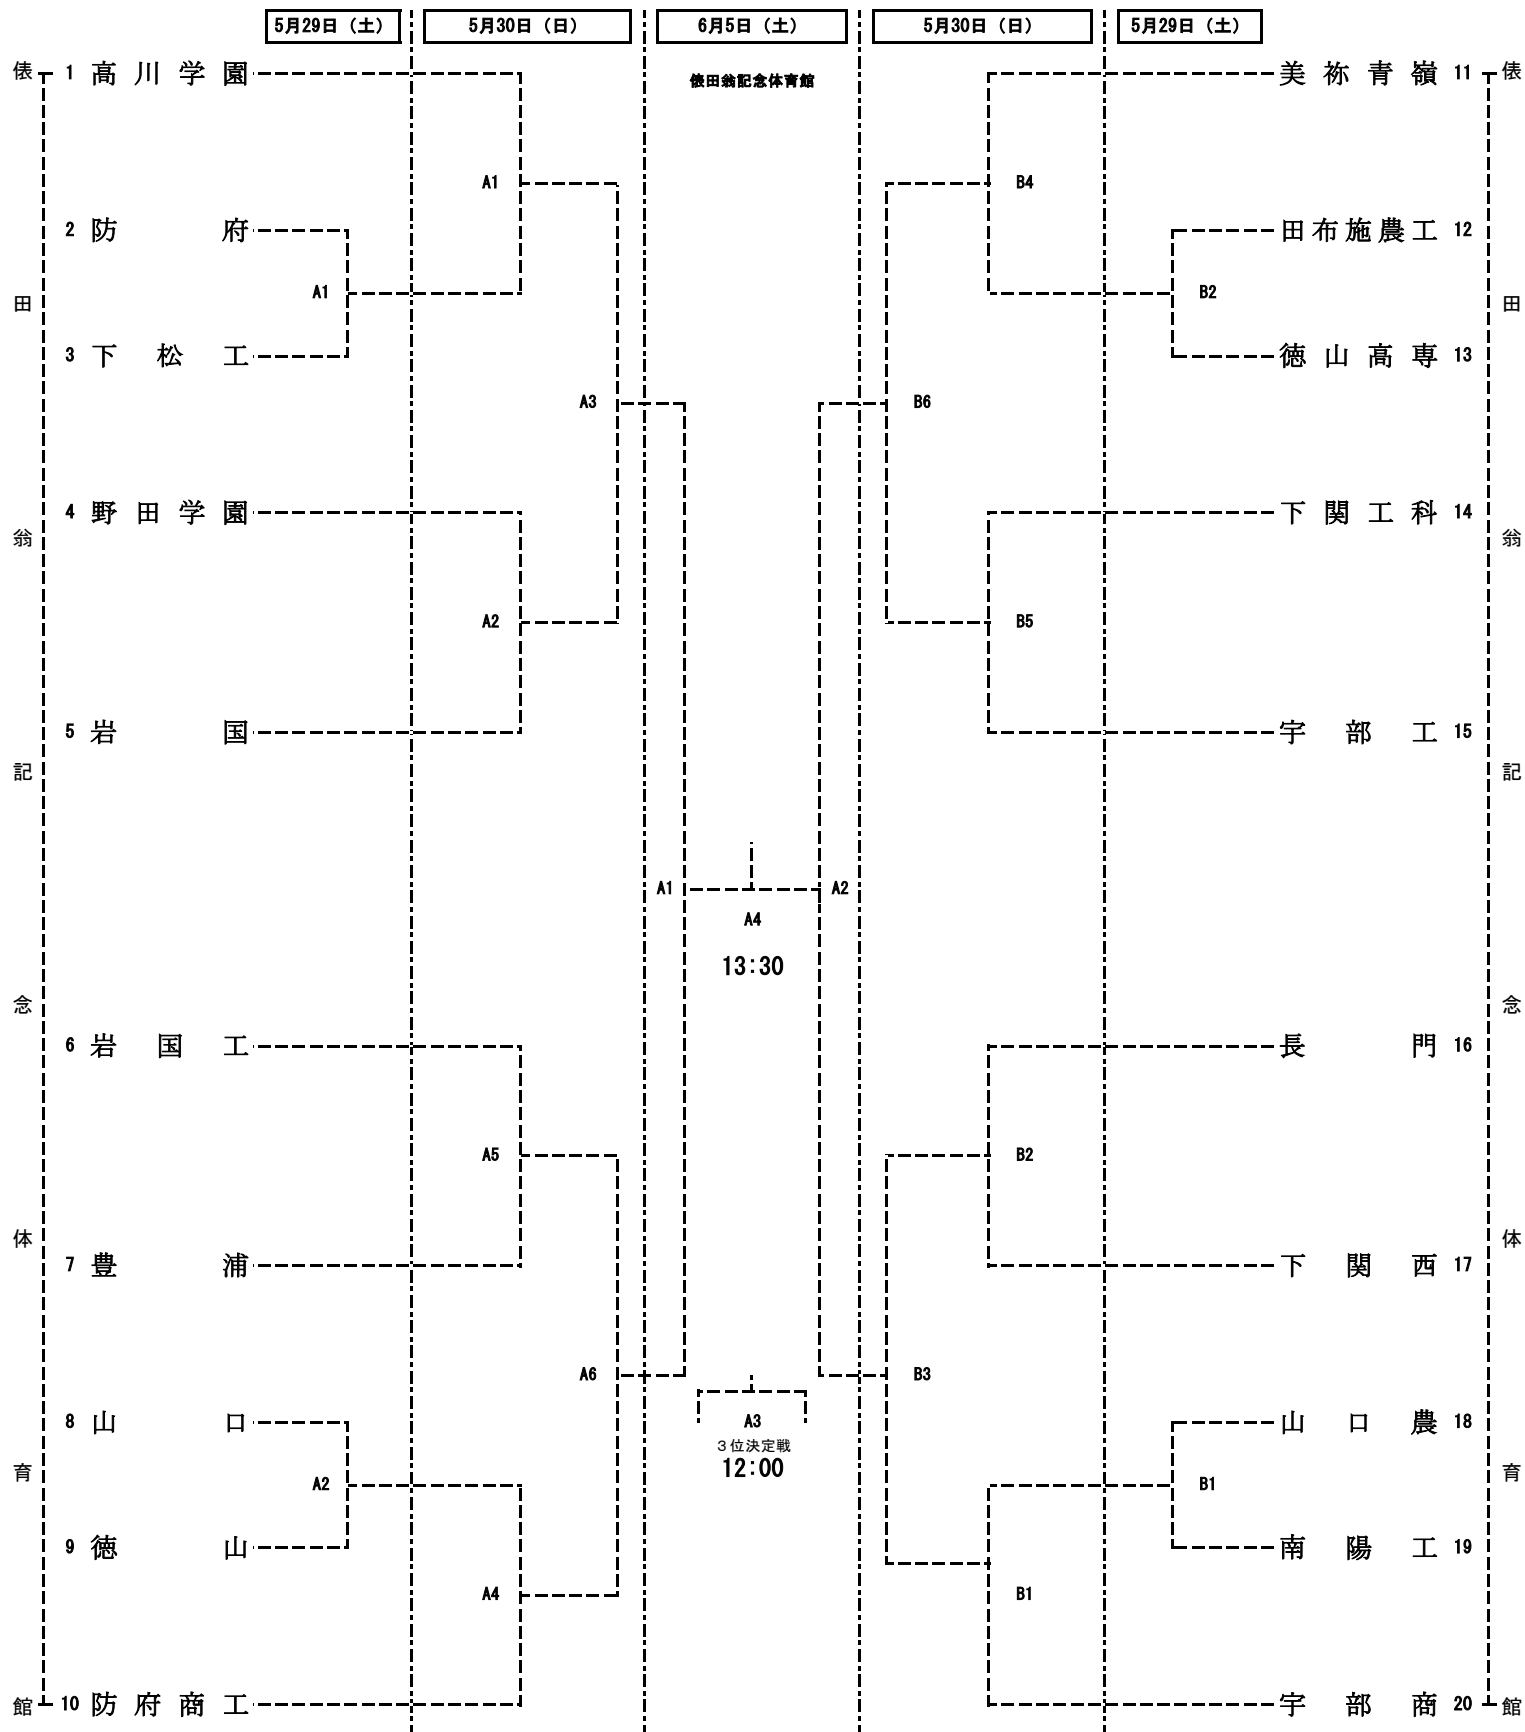 5月29日（土） 5月30日（日） 6月5日（土） 5月30日（日） 5月29日（土）
俵田翁記念体育館
俵田翁記念体育館
俵田翁記念体育館
1 高川学園
美祢青嶺 11
A1
B4
2 防府
田布施農工 12
A1
B2
3 下松工
徳山高専 13
A3
B6
4 野田学園
下関工科 14
A2
B5
5 岩国
宇部工 15
A1
A2
A4
13:30
6 岩国工
長門 16
A5
B2
7 豊浦
下関西 17
A6
B3
8 山口
A3
山口農 18
3位決定戦
12:00
A2
B1
9 徳山
南陽工 19
A4
B1
10 防府商工
宇部商 20